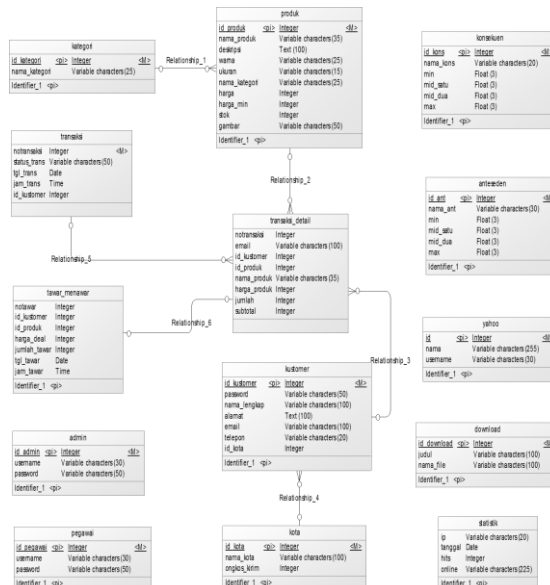 kategori
id_kategori <pi> Integer <M>
nama_kategori Variable characters(25)
Identifier_1 <pi>
Relationship_1
produk
id_produk <pi> Integer <M>
nama_produk Variable characters(35)
deskripsi Text (100)
warna Variable characters(25)
ukuran Variable characters(15)
nama_kategori Variable characters(25)
harga Integer
harga_min Integer
stok Integer
gambar Variable characters(50)
Identifier_1 <pi>
konsekuen
id_kons <pi> Integer <M>
nama_kons Variable characters(20)
min Float (3)
mid_satu Float (3)
mid_dua Float (3)
max Float (3)
Identifier_1 <pi>
transaksi
notransaksi Integer <M>
status_trans Variable characters(50)
tgl_trans Date
jam_trans Time
id_kustomer Integer
Relationship_2
Relationship_5
transaksi_detail
notransaksi Integer
email Variable characters(100)
id_kustomer Integer
id_produk Integer
nama_produk Variable characters(35)
harga_produk Integer
jumlah Integer
subtotal Integer
anteseden
id_ant <pi> Integer <M>
nama_ant Variable characters(30)
min Float (3)
mid_satu Float (3)
mid_dua Float (3)
max Float (3)
Identifier_1 <pi>
tawar_menawar
notawar Integer
id_kustomer Integer
id_produk Integer
harga_deal Integer
jumlah_tawar Integer
tgl_tawar Date
jam_tawar Time
Identifier_1 <pi>
Relationship_6
Relationship_3
yahoo
id <pi> Integer <M>
nama Variable characters(255)
username Variable characters(30)
Identifier_1 <pi>
kustomer
id_kustomer <pi> Integer <M>
password Variable characters(50)
nama_lengkap Variable characters(100)
alamat Text (100)
email Variable characters(100)
telepon Variable characters(20)
id_kota Integer
Identifier_1 <pi>
admin
id_admin <pi> Integer <M>
username Variable characters(30)
password Variable characters(50)
Identifier_1 <pi>
download
id_download <pi> Integer <M>
judul Variable characters(100)
nama_file Variable characters(100)
Identifier_1 <pi>
Relationship_4
pegawai
id_pegawai <pi> Integer <M>
username Variable characters(30)
password Variable characters(50)
Identifier_1 <pi>
kota
id_kota <pi> Integer <M>
nama_kota Variable characters(100)
ongkos_kirim Integer
Identifier_1 <pi>
statistik
ip Variable characters(20)
tanggal Date
hits Integer
online Variable characters(225)
Identifier_1 <pi>